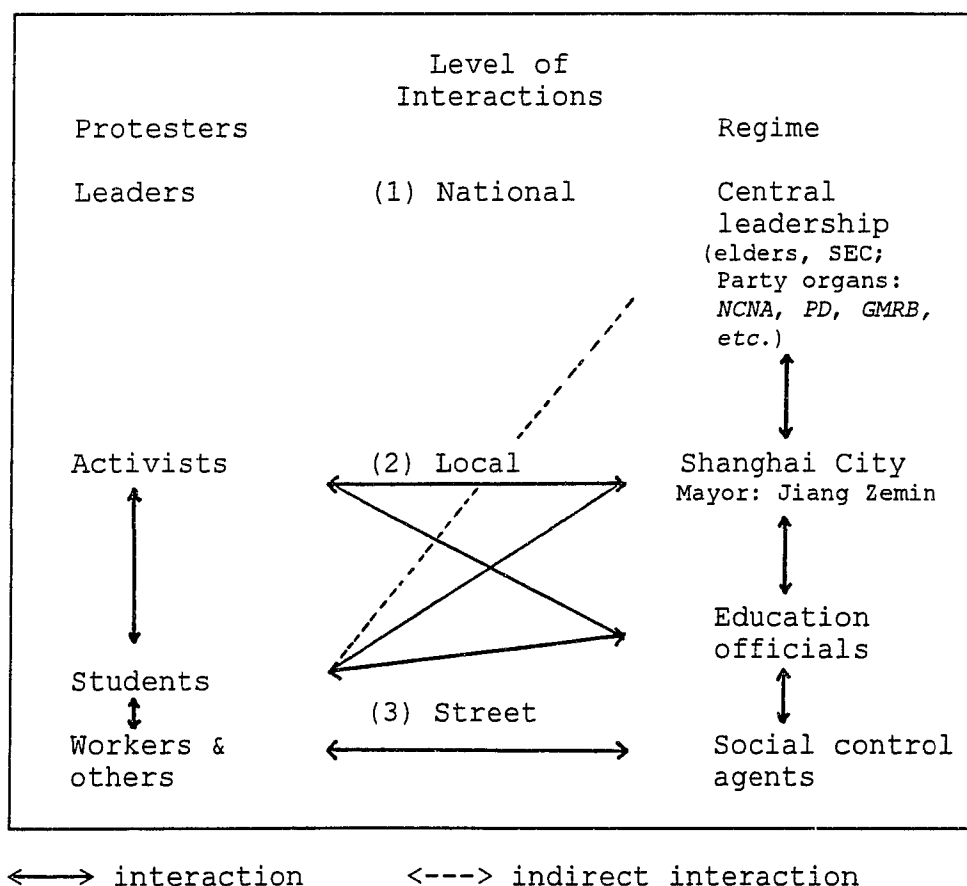 Level of
Interactions
Protesters Regime
Leaders (1) National Central
leadership
(elders, SEC;
Party organs:
NCNA, PD, GMRB,
etc.)
Activists (2) Local Shanghai City
Mayor: Jiang Zemin
Education
officials
Students
(3) Street
Workers & Social control
others agents
<---> interaction <---> indirect interaction